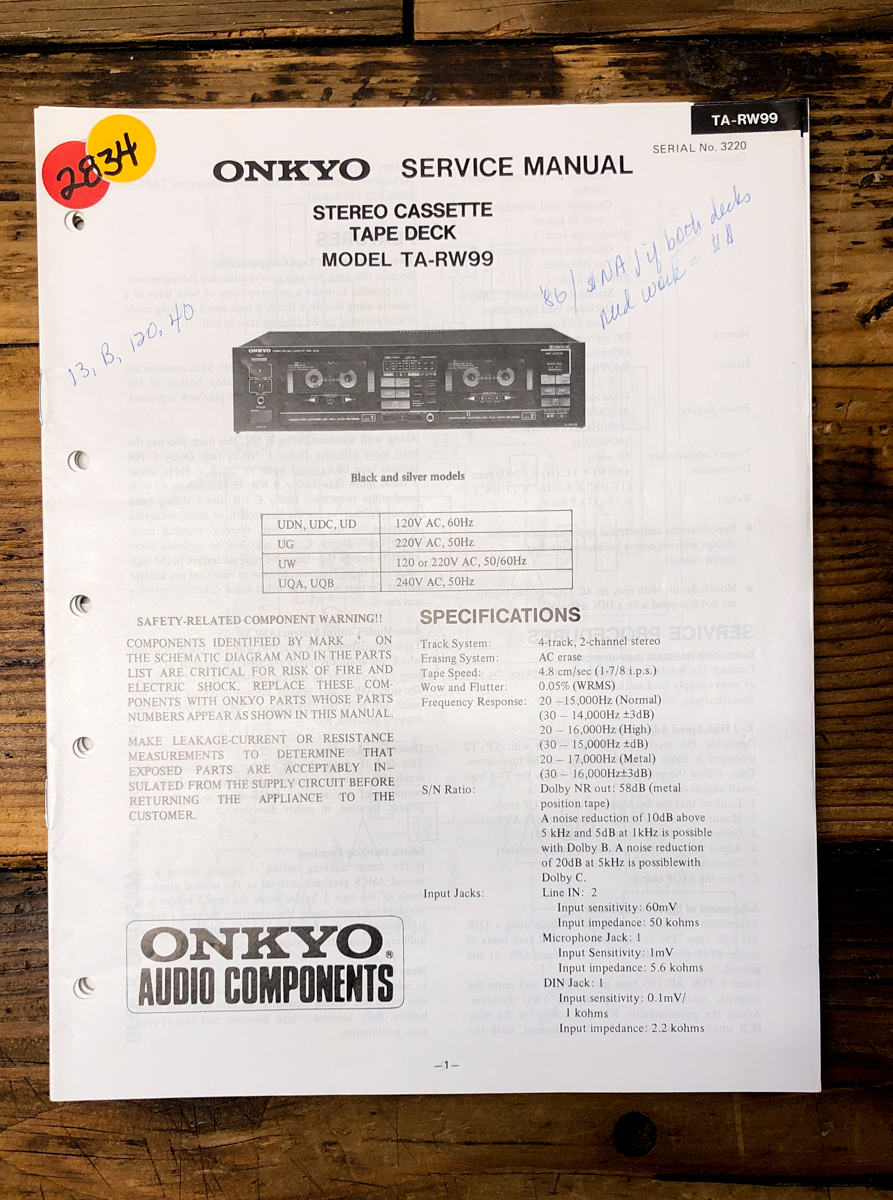 TA-RW99
SERIAL No. 3220
2834
ONKYO SERVICE MANUAL
STEREO CASSETTE
TAPE DECK
MODEL TA-RW99
'86/ NA / if both decks
need work =
13, B, 120, 40
ONKYO
Black and silver models
UDN, UDC, UD 120V AC, 60Hz
UG 220V AC, 50Hz
UW 120 or 220V AC, 50/60Hz
UQA, UQB 240V AC, 50Hz
SAFETY-RELATED COMPONENT WARNING!!
COMPONENTS IDENTIFIED BY MARK ON
THE SCHEMATIC DIAGRAM AND IN THE PARTS
LIST ARE CRITICAL FOR RISK OF FIRE AND
ELECTRIC SHOCK. REPLACE THESE COM-
PONENTS WITH ONKYO PARTS WHOSE PARTS
NUMBERS APPEAR AS SHOWN IN THIS MANUAL.
MAKE LEAKAGE-CURRENT OR RESISTANCE
MEASUREMENTS TO DETERMINE THAT
EXPOSED PARTS ARE ACCEPTABLY IN-
SULATED FROM THE SUPPLY CIRCUIT BEFORE
RETURNING THE APPLIANCE TO THE
CUSTOMER.
ONKYO®
AUDIO COMPONENTS
SPECIFICATIONS
Track System: 4-track, 2-channel stereo
Erasing System: AC erase
Tape Speed: 4.8 cm/sec (1-7/8 i.p.s.)
Wow and Flutter: 0.05% (WRMS)
Frequency Response: 20 –15,000Hz (Normal)
(30 – 14,000Hz ±3dB)
20 – 16,000Hz (High)
(30 – 15,000Hz ±dB)
20 – 17,000Hz (Metal)
(30 – 16,000Hz±3dB)
S/N Ratio: Dolby NR out: 58dB (metal
position tape)
A noise reduction of 10dB above
5 kHz and 5dB at 1kHz is possible
with Dolby B. A noise reduction
of 20dB at 5kHz is possiblewith
Dolby C.
Input Jacks: Line IN: 2
Input sensitivity: 60mV
Input impedance: 50 kohms
Microphone Jack: 1
Input Sensitivity: 1mV
Input impedance: 5.6 kohms
DIN Jack: 1
Input sensitivity: 0.1mV/
1 kohms
Input impedance: 2.2 kohms
–1–